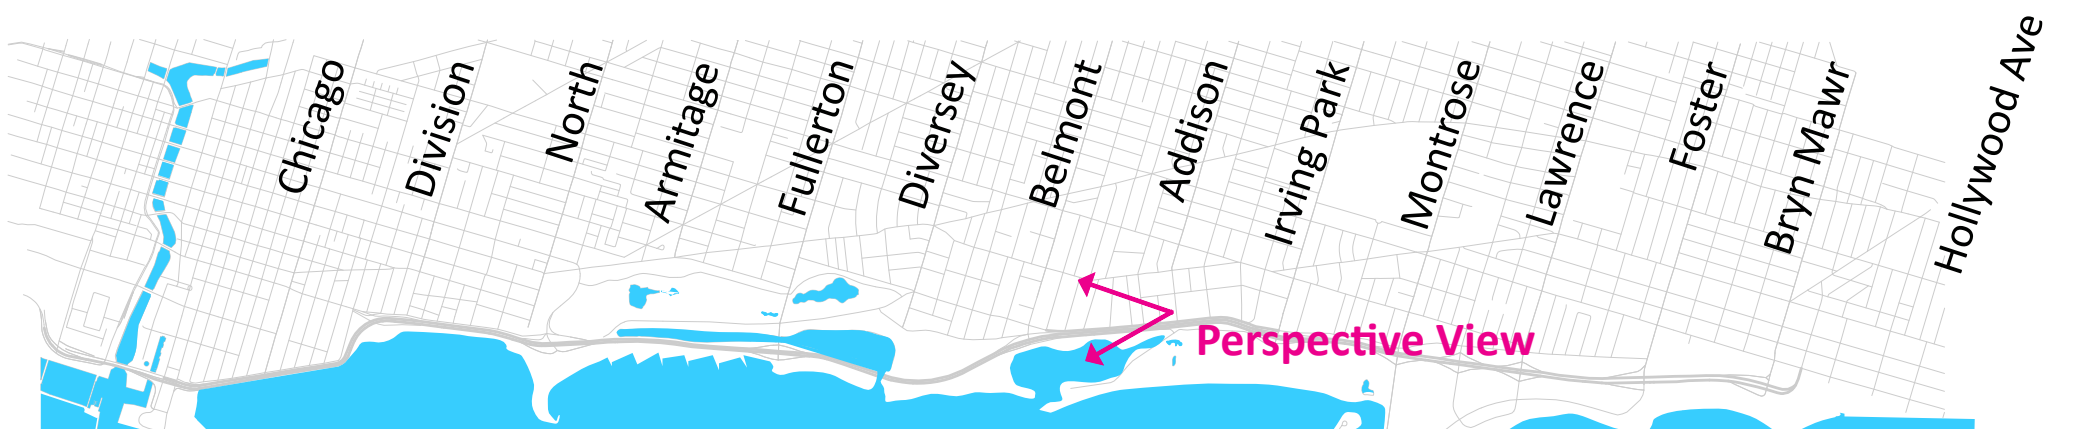 Chicago
Division
North
Armitage
Fullerton
Diversey
Belmont
Addison
Irving Park
Montrose
Lawrence
Foster
Bryn Mawr
Hollywood Ave
Perspective View